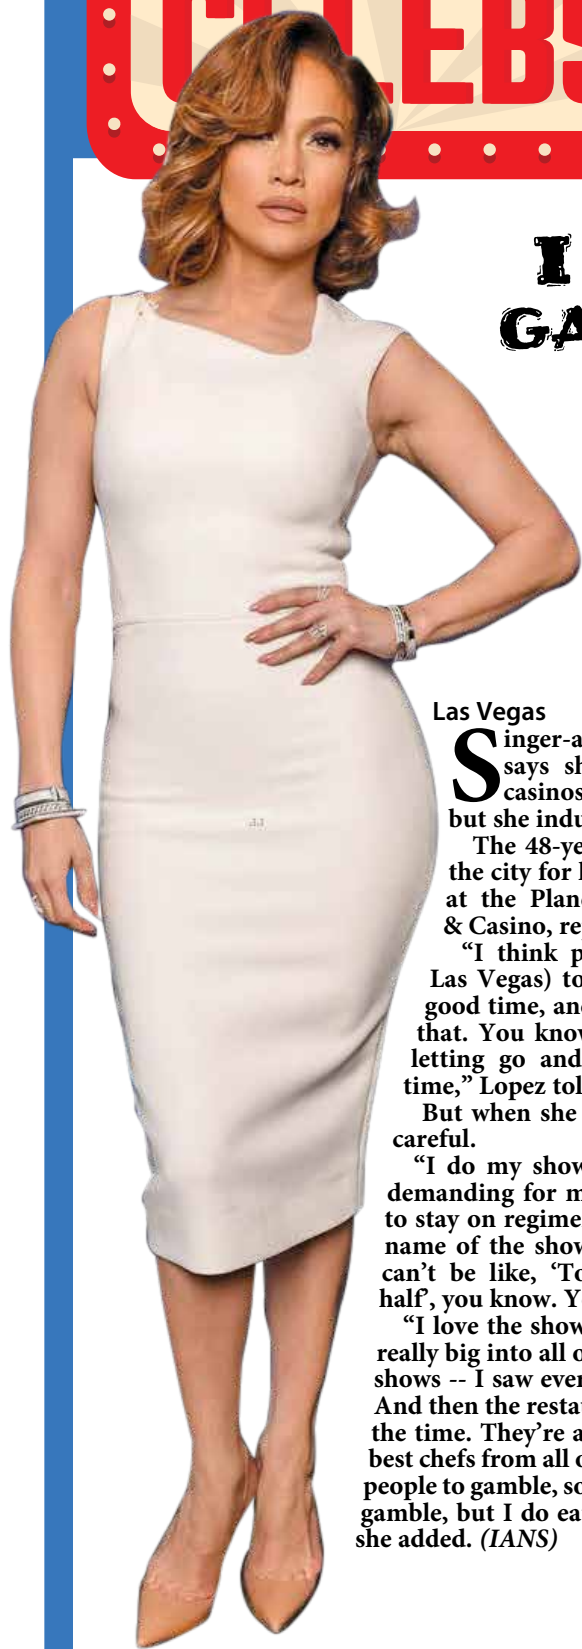 CELEBS
I
GA
Las Vegas
Singer-a
says sh
casinos
but she indu
The 48-ye
the city for h
at the Plane
& Casino, re
“I think p
Las Vegas) to
good time, and
that. You know
letting go and
time,” Lopez tol
But when she
careful.
“I do my show
demanding for m
to stay on regime
name of the show
can’t be like, ‘To
half’, you know. Y
“I love the show
really big into all o
shows -- I saw ever
And then the restau
the time. They’re a
best chefs from all o
people to gamble, so
gamble, but I do ea
she added. (IANS)